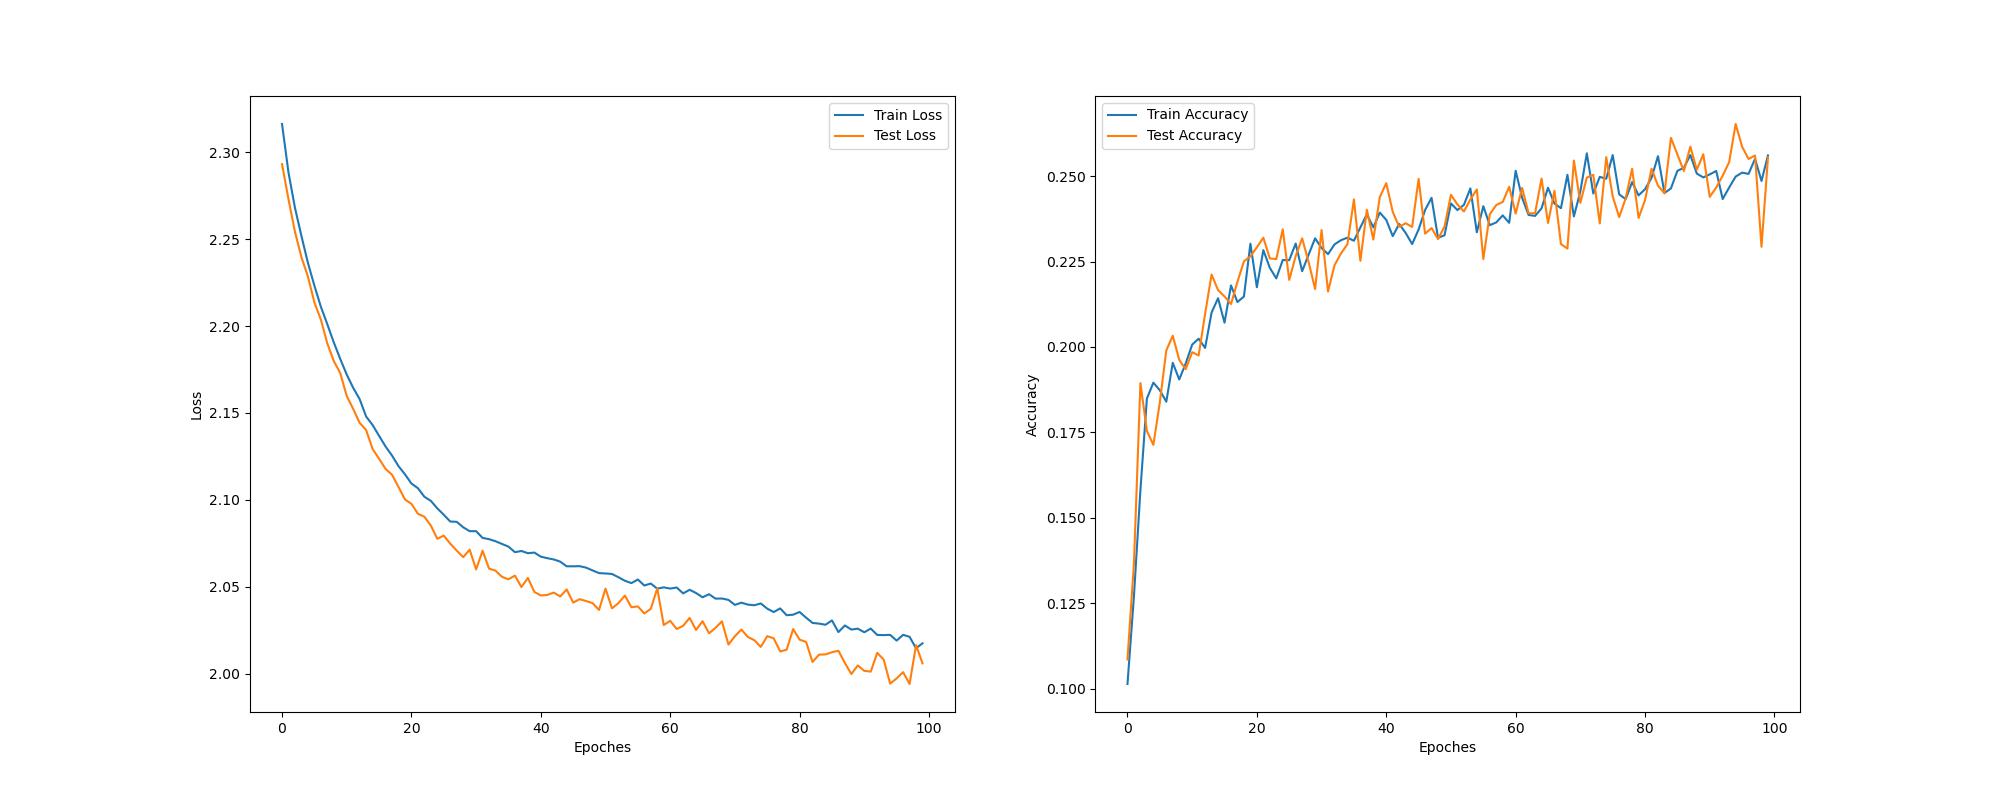 Train Loss
Test Loss
2.30
2.25
2.20
2.15
2.10
2.05
2.00
Loss
0 20 40 60 80 100
Epoches
Train Accuracy
Test Accuracy
0.250
0.225
0.200
0.175
0.150
0.125
0.100
Accuracy
0 20 40 60 80 100
Epoches